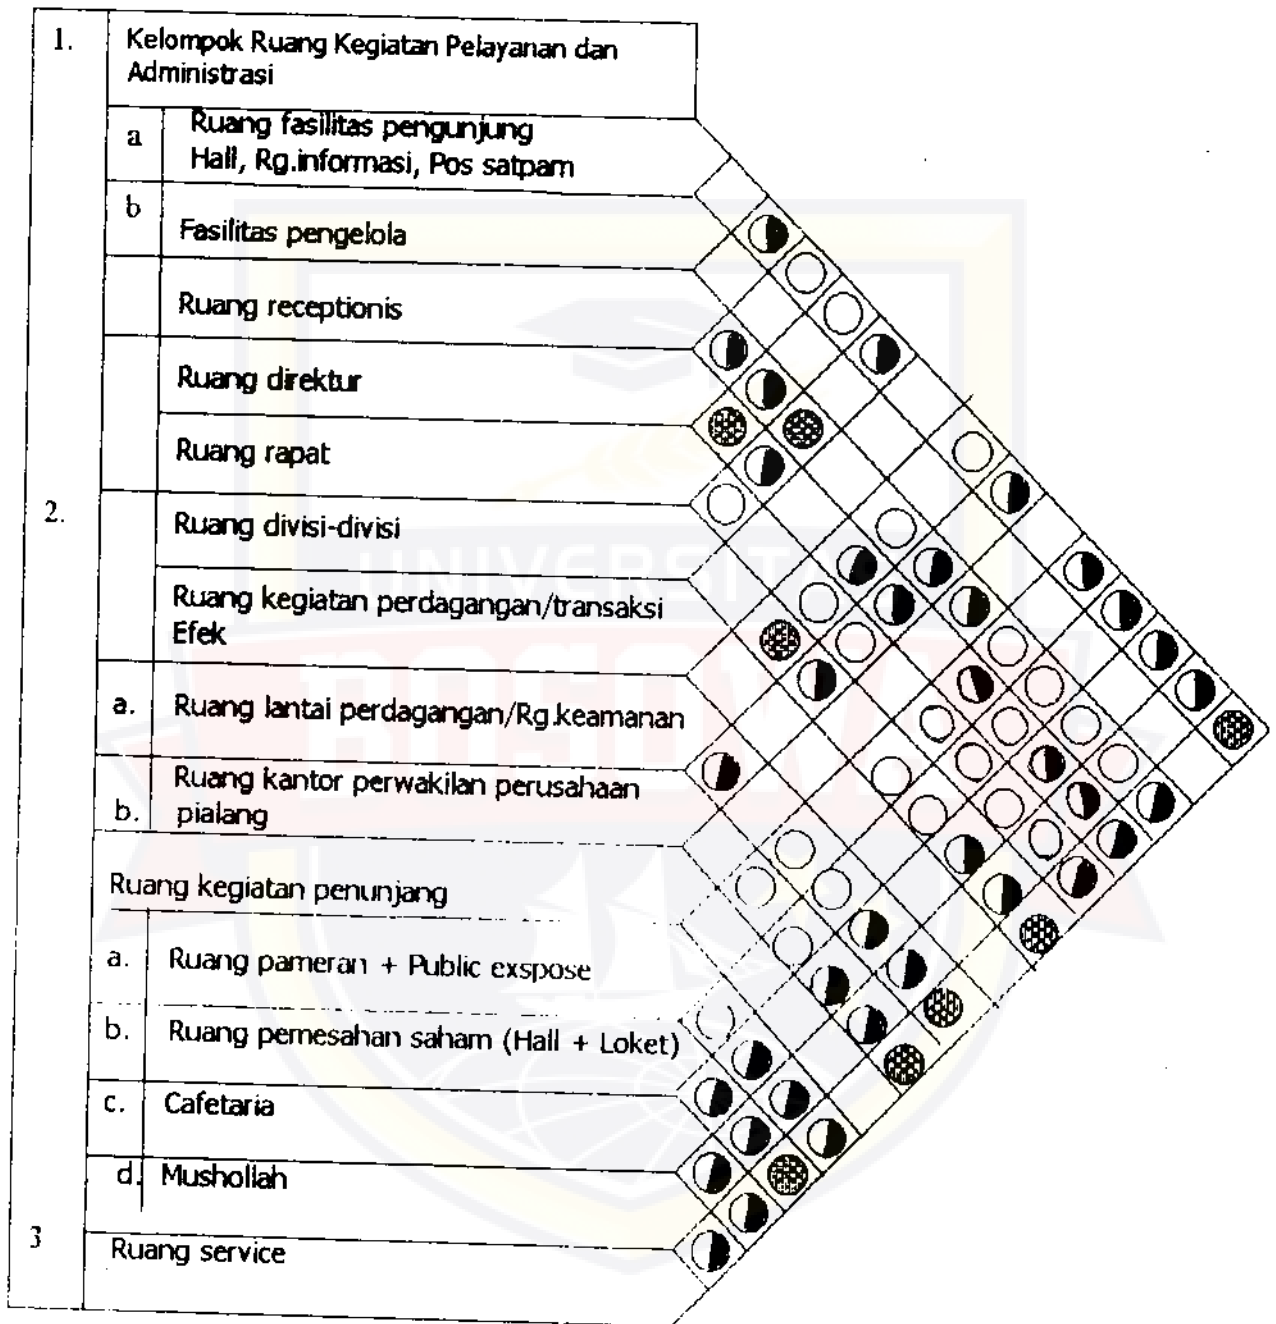 1.
Kelompok Ruang Kegiatan Pelayanan dan
Administrasi
a
Ruang fasilitas pengunjung
Hall, Rg.informasi, Pos satpam
b
Fasilitas pengelola
Ruang receptionis
Ruang direktur
Ruang rapat
2.
Ruang divisi-divisi
Ruang kegiatan perdagangan/transaksi
Efek
a.
Ruang lantai perdagangan/Rg.keamanan
b.
Ruang kantor perwakilan perusahaan
pialang
Ruang kegiatan penunjang
a.
Ruang pameran + Public exspose
b.
Ruang pemesahan saham (Hall + Loket)
c.
Cafetaria
d.
Mushollah
3
Ruang service
UNIVERSITAS
BOSOWA